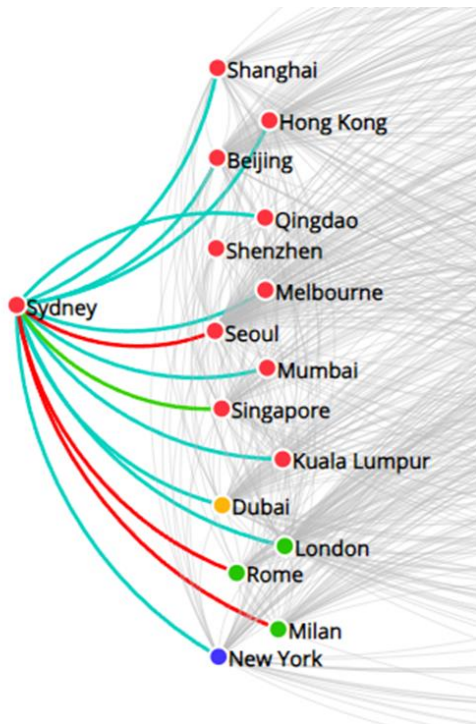 Shanghai
Hong Kong
Beijing
Qingdao
Shenzhen
Melbourne
Sydney
Seoul
Mumbai
Singapore
Kuala Lumpur
Dubai
London
Rome
Milan
New York